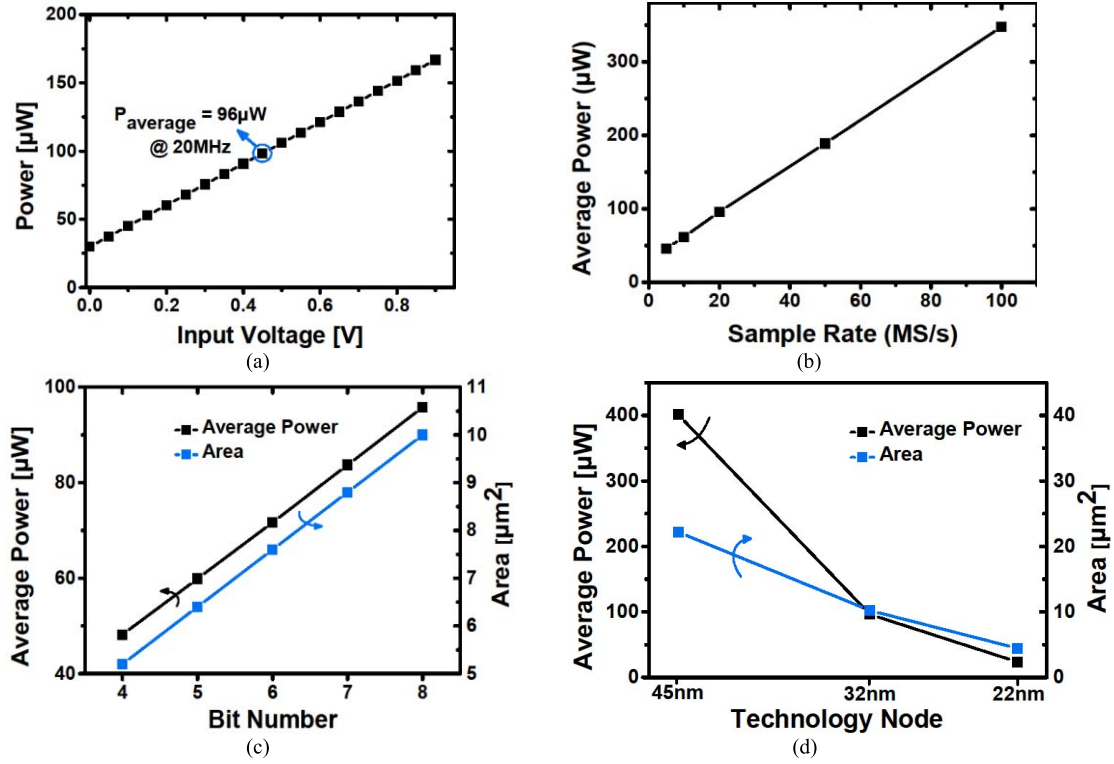 200
150
100
50
0
Power [µW]
P average = 96µW
@ 20MHz
0.0 0.2 0.4 0.6 0.8
Input Voltage [V]
(a)
300
200
100
0
Average Power (µW)
0 20 40 60 80 100
Sample Rate (MS/s)
(b)
100
80
60
40
Average Power [µW]
Average Power
Area
11
10
9
8
7
6
5
Area [µm2]
4 5 6 7 8
Bit Number
(c)
400
300
200
100
0
Average Power [µW]
Average Power
Area
40
30
20
10
0
Area [µm2]
45nm 32nm 22nm
Technology Node
(d)